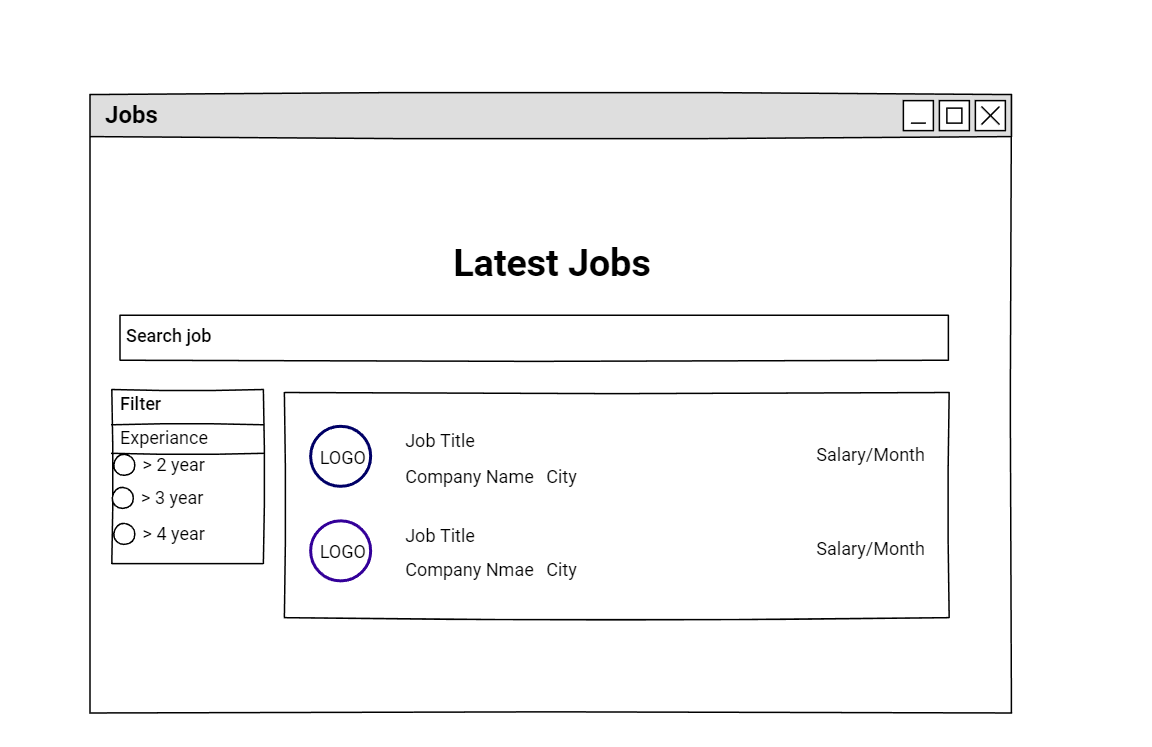 Jobs
Latest Jobs
Search job
Filter
Experiance
> 2 year
> 3 year
> 4 year
LOGO
Job Title
Company Name City
Salary/Month
LOGO
Job Title
Company Nmae City
Salary/Month